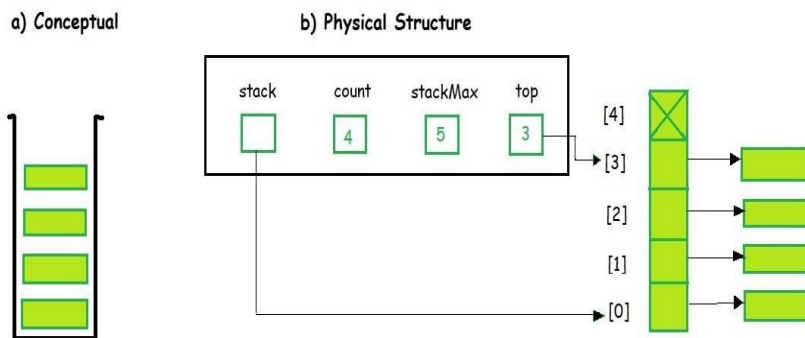 a) Conceptual
b) Physical Structure
stack count stackMax top
4 5 3
[4]
[3]
[2]
[1]
[0]